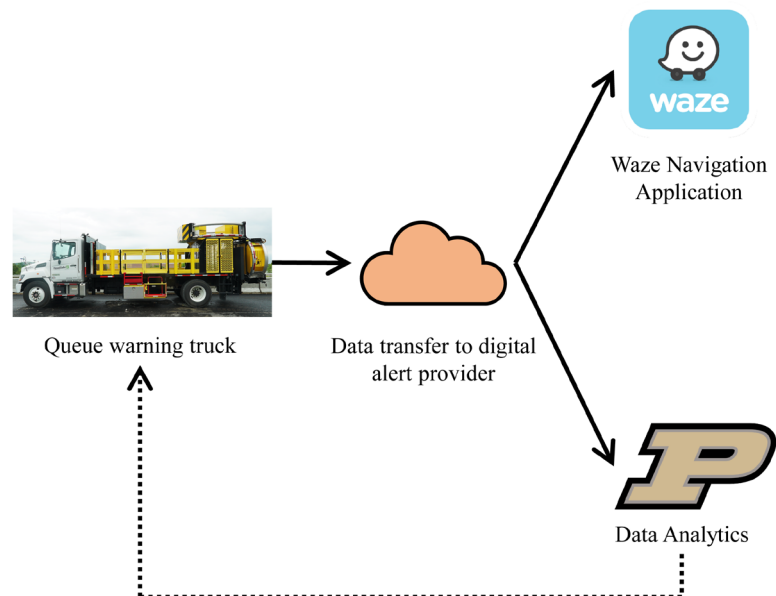 waze
Waze Navigation
Application
Queue warning truck
Data transfer to digital
alert provider
P
Data Analytics